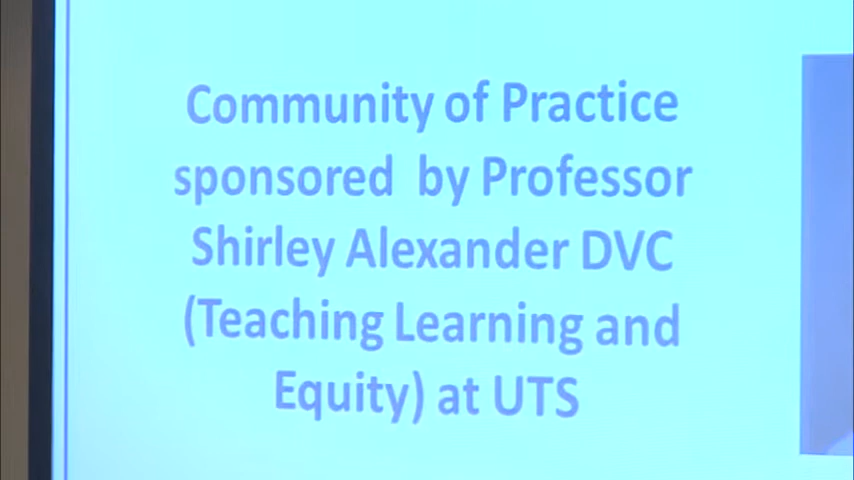 Community of Practice
sponsored  by Professor
Shirley Alexander DVC
(Teaching Learning and
Equity) at UTS